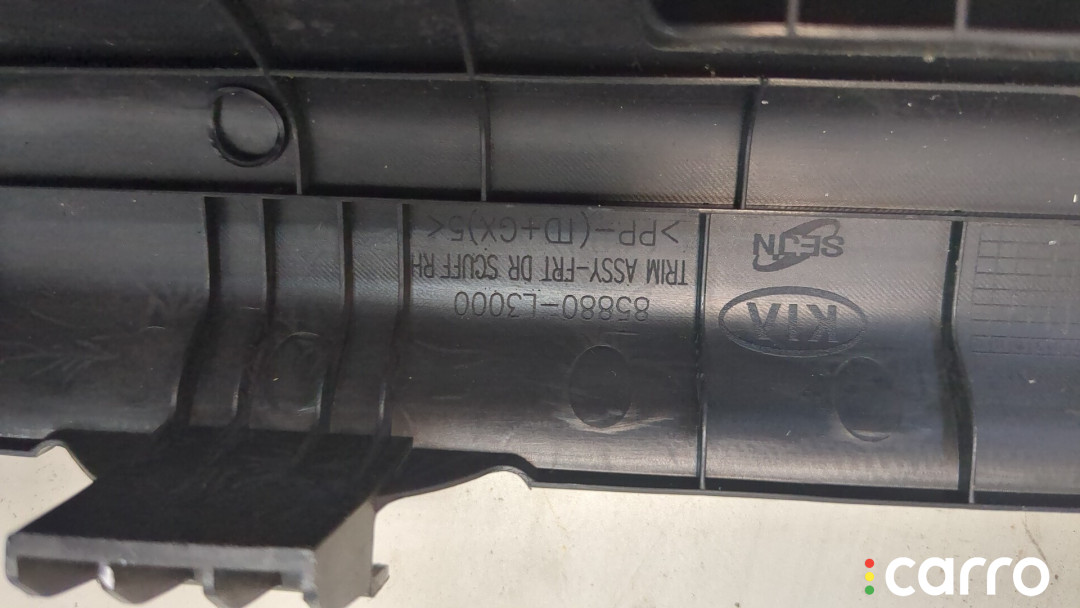 85880-L3000
TRIM ASSY-FRT DR SCUFF RH
>PP-(TD+GX)5<
KIA
SEJN
carro